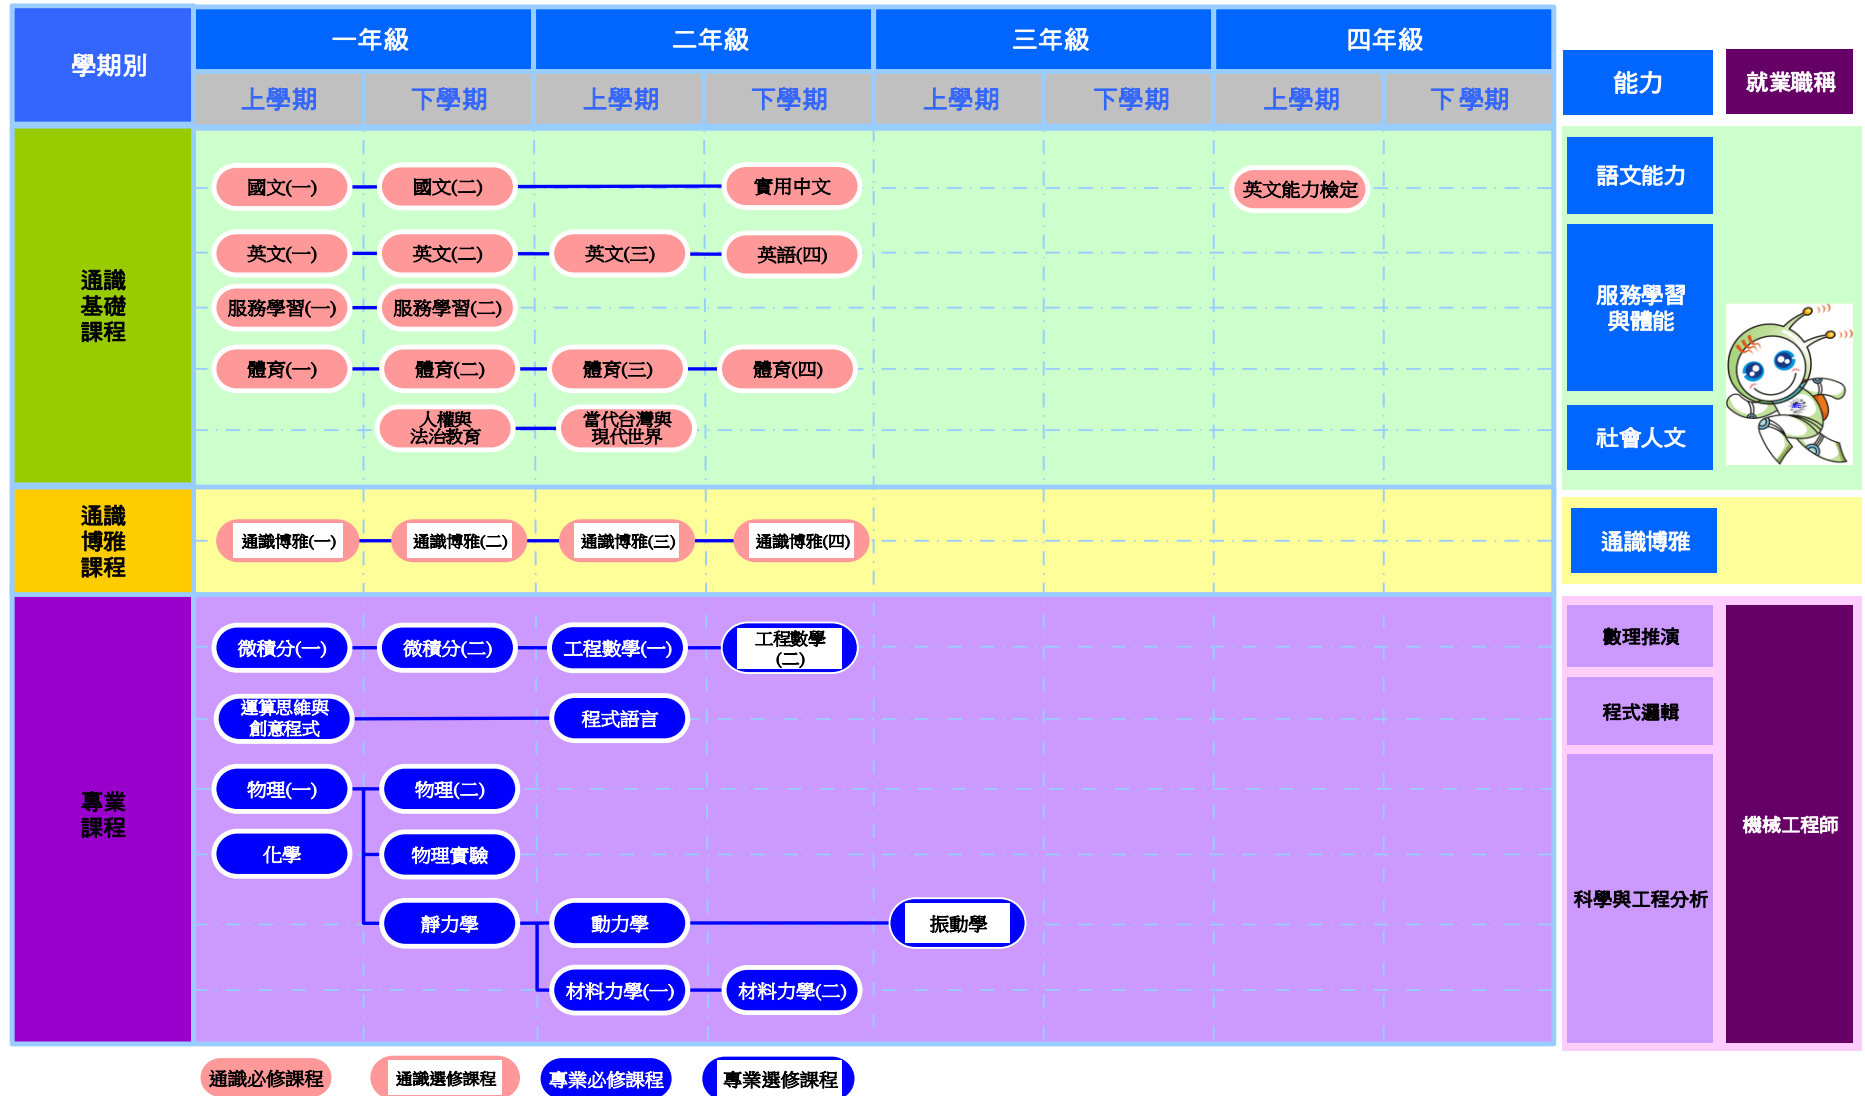 學期別
一年級
二年級
三年級
四年級
上學期
下學期
上學期
下學期
上學期
下學期
上學期
下學期
能力
就業職稱
通識
基礎
課程
國文(一)
國文(二)
實用中文
英文能力檢定
英文(一)
英文(二)
英文(三)
英語(四)
服務學習(一)
服務學習(二)
體育(一)
體育(二)
體育(三)
體育(四)
人權與
法治教育
當代台灣與
現代世界
語文能力
服務學習
與體能
社會人文
通識
博雅
課程
通識博雅(一)
通識博雅(二)
通識博雅(三)
通識博雅(四)
通識博雅
專業
課程
微積分(一)
微積分(二)
工程數學(一)
工程數學
(二)
運算思維與
創意程式
程式語言
物理(一)
物理(二)
化學
物理實驗
靜力學
動力學
振動學
材料力學(一)
材料力學(二)
數理推演
程式邏輯
科學與工程分析
機械工程師
通識必修課程
通識選修課程
專業必修課程
專業選修課程